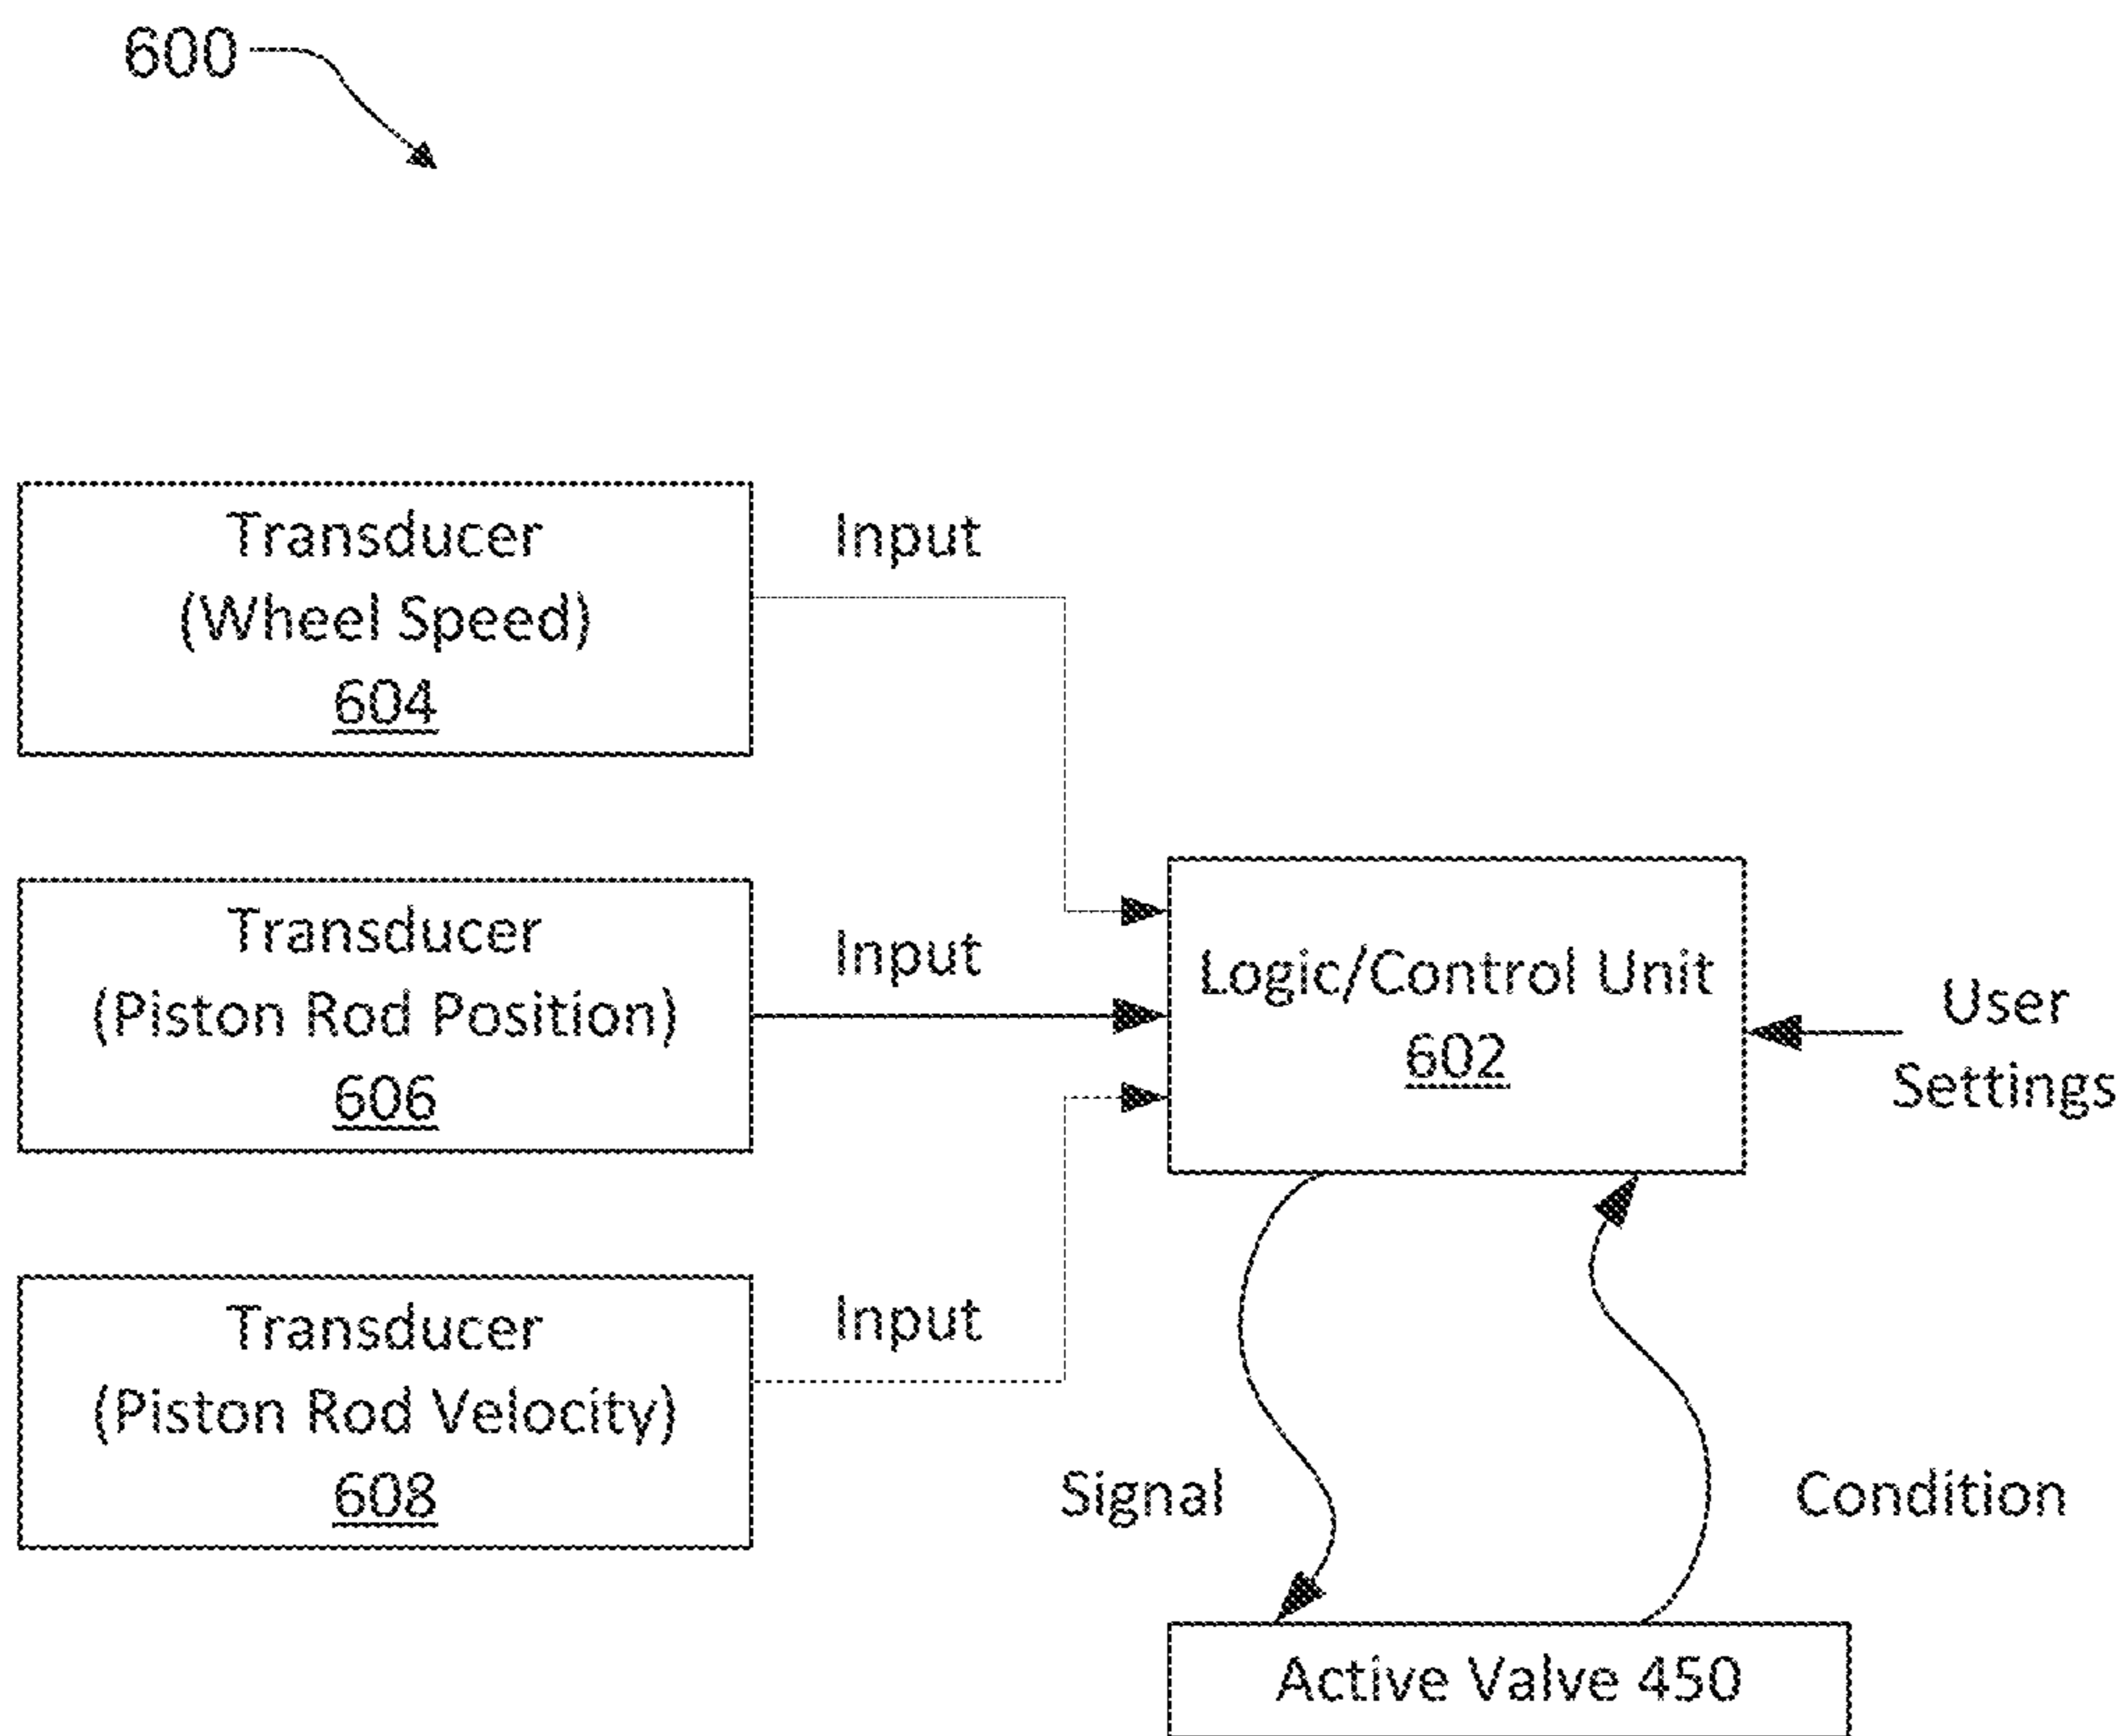 600
Transducer
(Wheel Speed)
604
Input
Transducer
(Piston Rod Position)
606
Input
Logic/Control Unit
602
User
Settings
Transducer
(Piston Rod Velocity)
608
Input
Signal
Condition
Active Valve 450